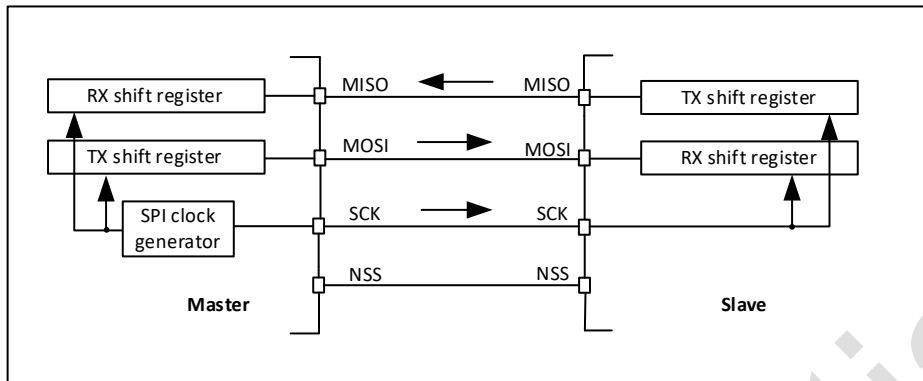 MISO MISO
RX shift register TX shift register
MOSI MOSI
TX shift register RX shift register
SCK SCK
SPI clock
generator
NSS NSS
Master Slave